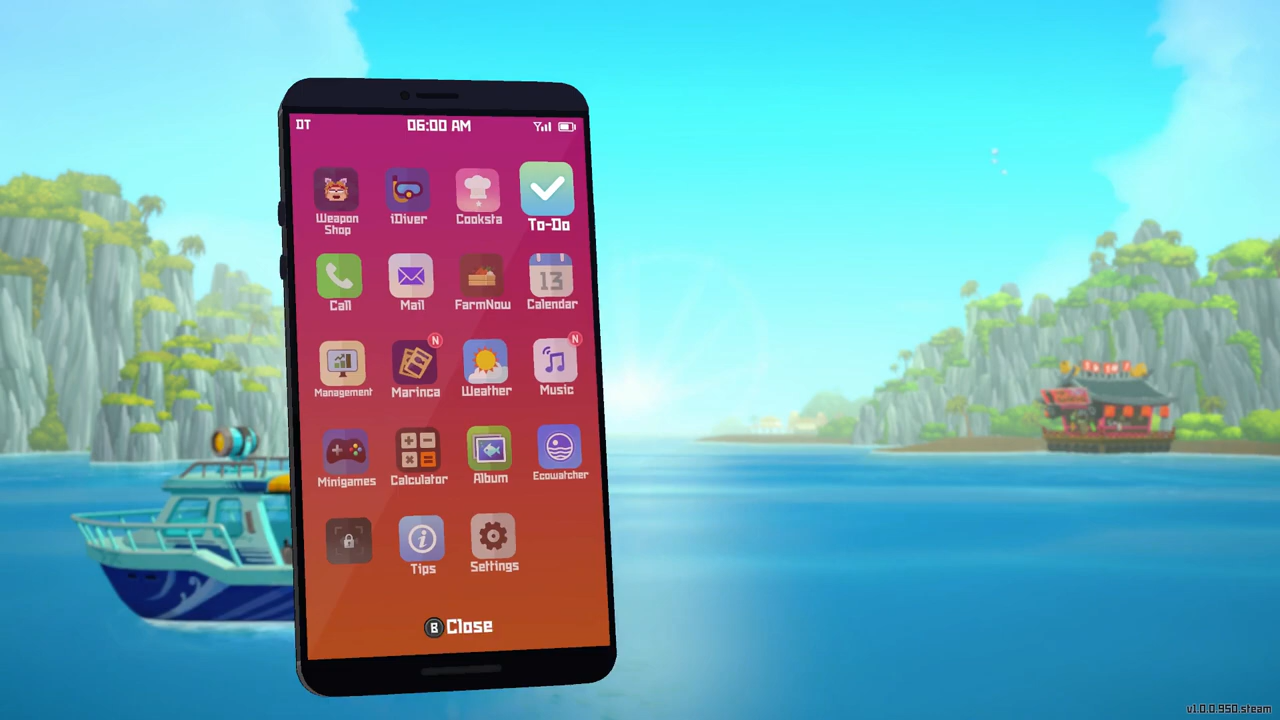 DT
06:00 AM
Weapon
Shop
iDiver
Cooksta
To-Do
Call
Mail
FarmNow
13
Calendar
Management
N
Marinca
Weather
N
Music
Minigames
Calculator
Album
Ecowatcher
Tips
Settings
B Close
v1.0.0.950.steam